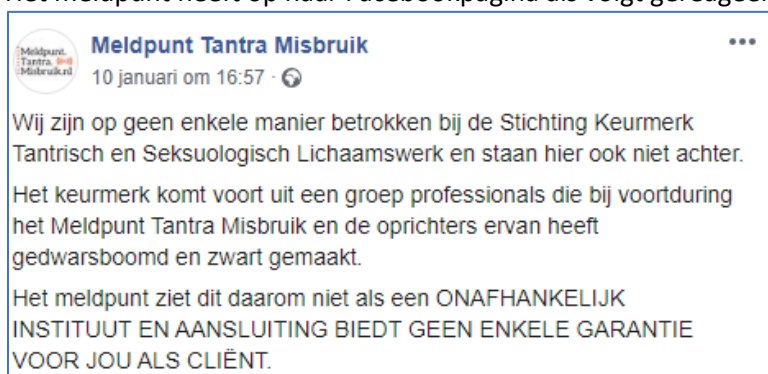 Het meldpunt heeft op haar Facebookpagina als volgt gereageer
Meldpunt.
Tantra.
Misbruik.nl
Meldpunt Tantra Misbruik
10 januari om 16:57 ·
Wij zijn op geen enkele manier betrokken bij de Stichting Keurmerk
Tantrisch en Seksuologisch Lichaamswerk en staan hier ook niet achter.
Het keurmerk komt voort uit een groep professionals die bij voortduring
het Meldpunt Tantra Misbruik en de oprichters ervan heeft
gedwarsboomd en zwart gemaakt.
Het meldpunt ziet dit daarom niet als een ONAFHANKELIJK
INSTITUUT EN AANSLUITING BIEDT GEEN ENKELE GARANTIE
VOOR JOU ALS CLIËNT.